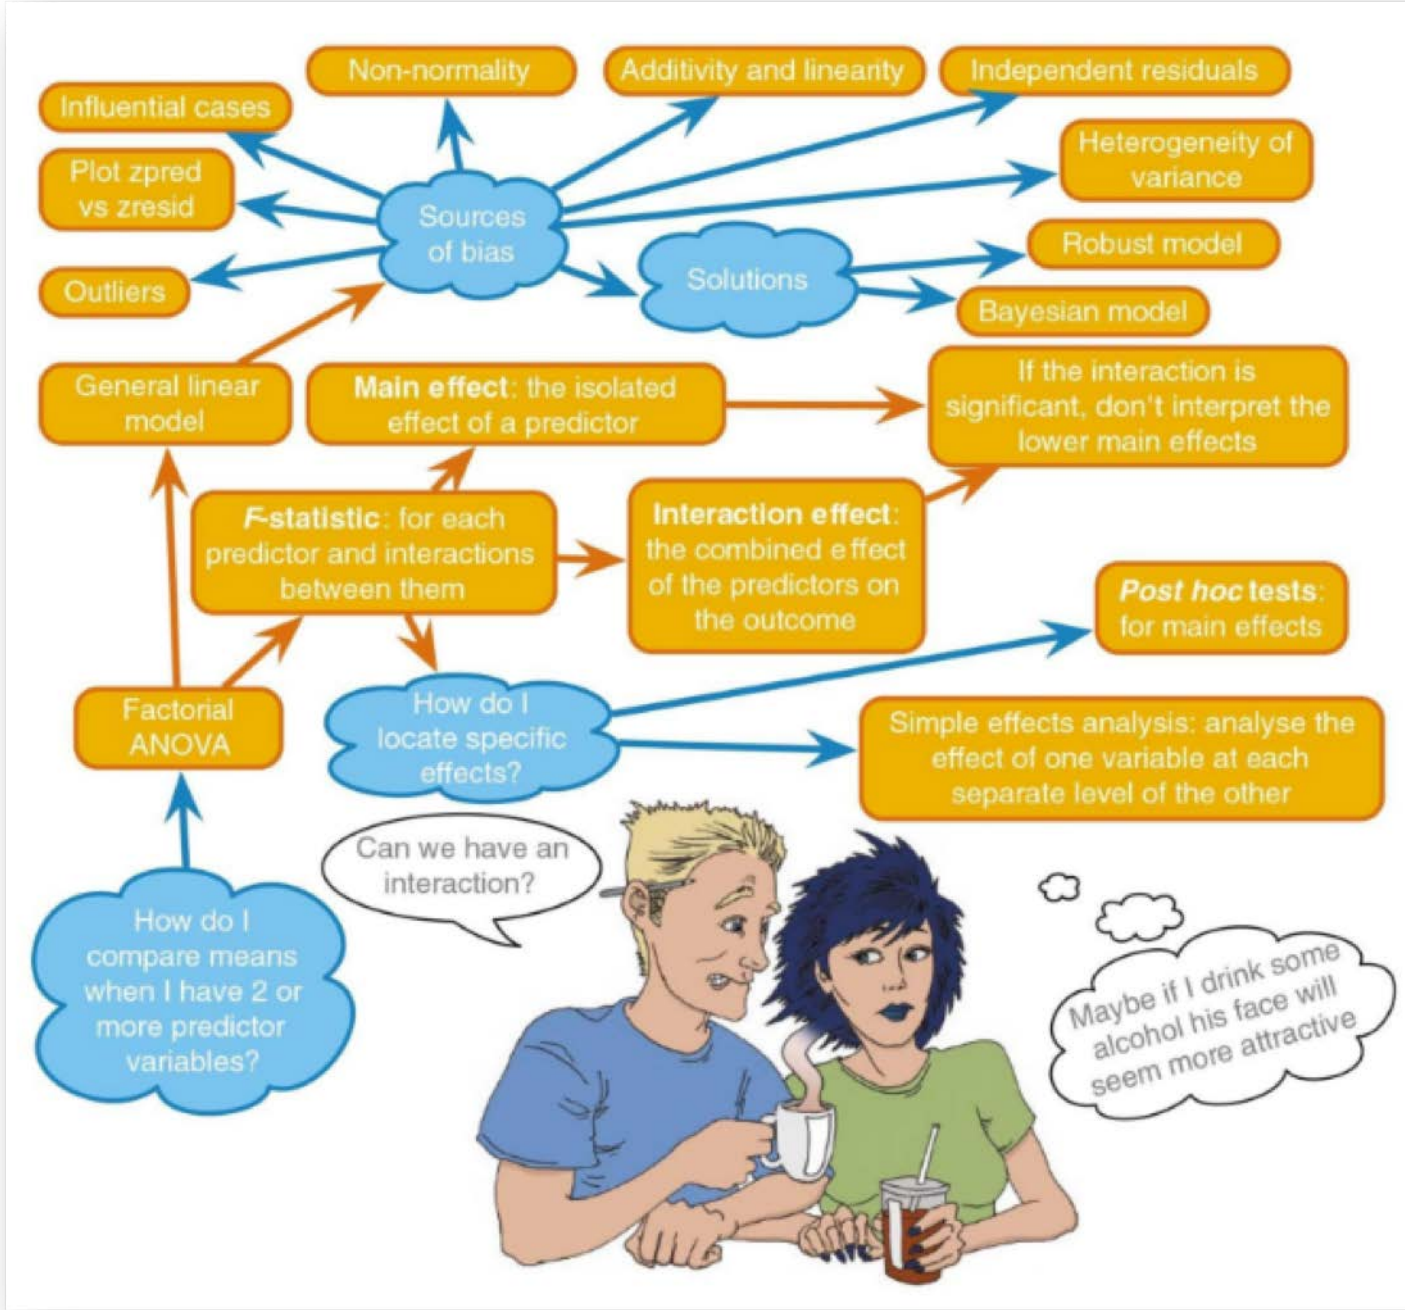 Non-normality
Additivity and linearity
Independent residuals
Influential cases
Heterogeneity of
variance
Plot zpred
vs zresid
Sources
of bias
Robust model
Solutions
Outliers
Bayesian model
General linear
model
Main effect: the isolated
effect of a predictor
If the interaction is
significant, don't interpret the
lower main effects
F-statistic: for each
predictor and interactions
between them
Interaction effect:
the combined effect
of the predictors on
the outcome
Post hoc tests:
for main effects
Factorial
ANOVA
How do I
locate specific
effects?
Simple effects analysis: analyse the
effect of one variable at each
separate level of the other
Can we have an
interaction?
How do I
compare means
when I have 2 or
more predictor
variables?
Maybe if I drink some
alcohol his face will
seem more attractive